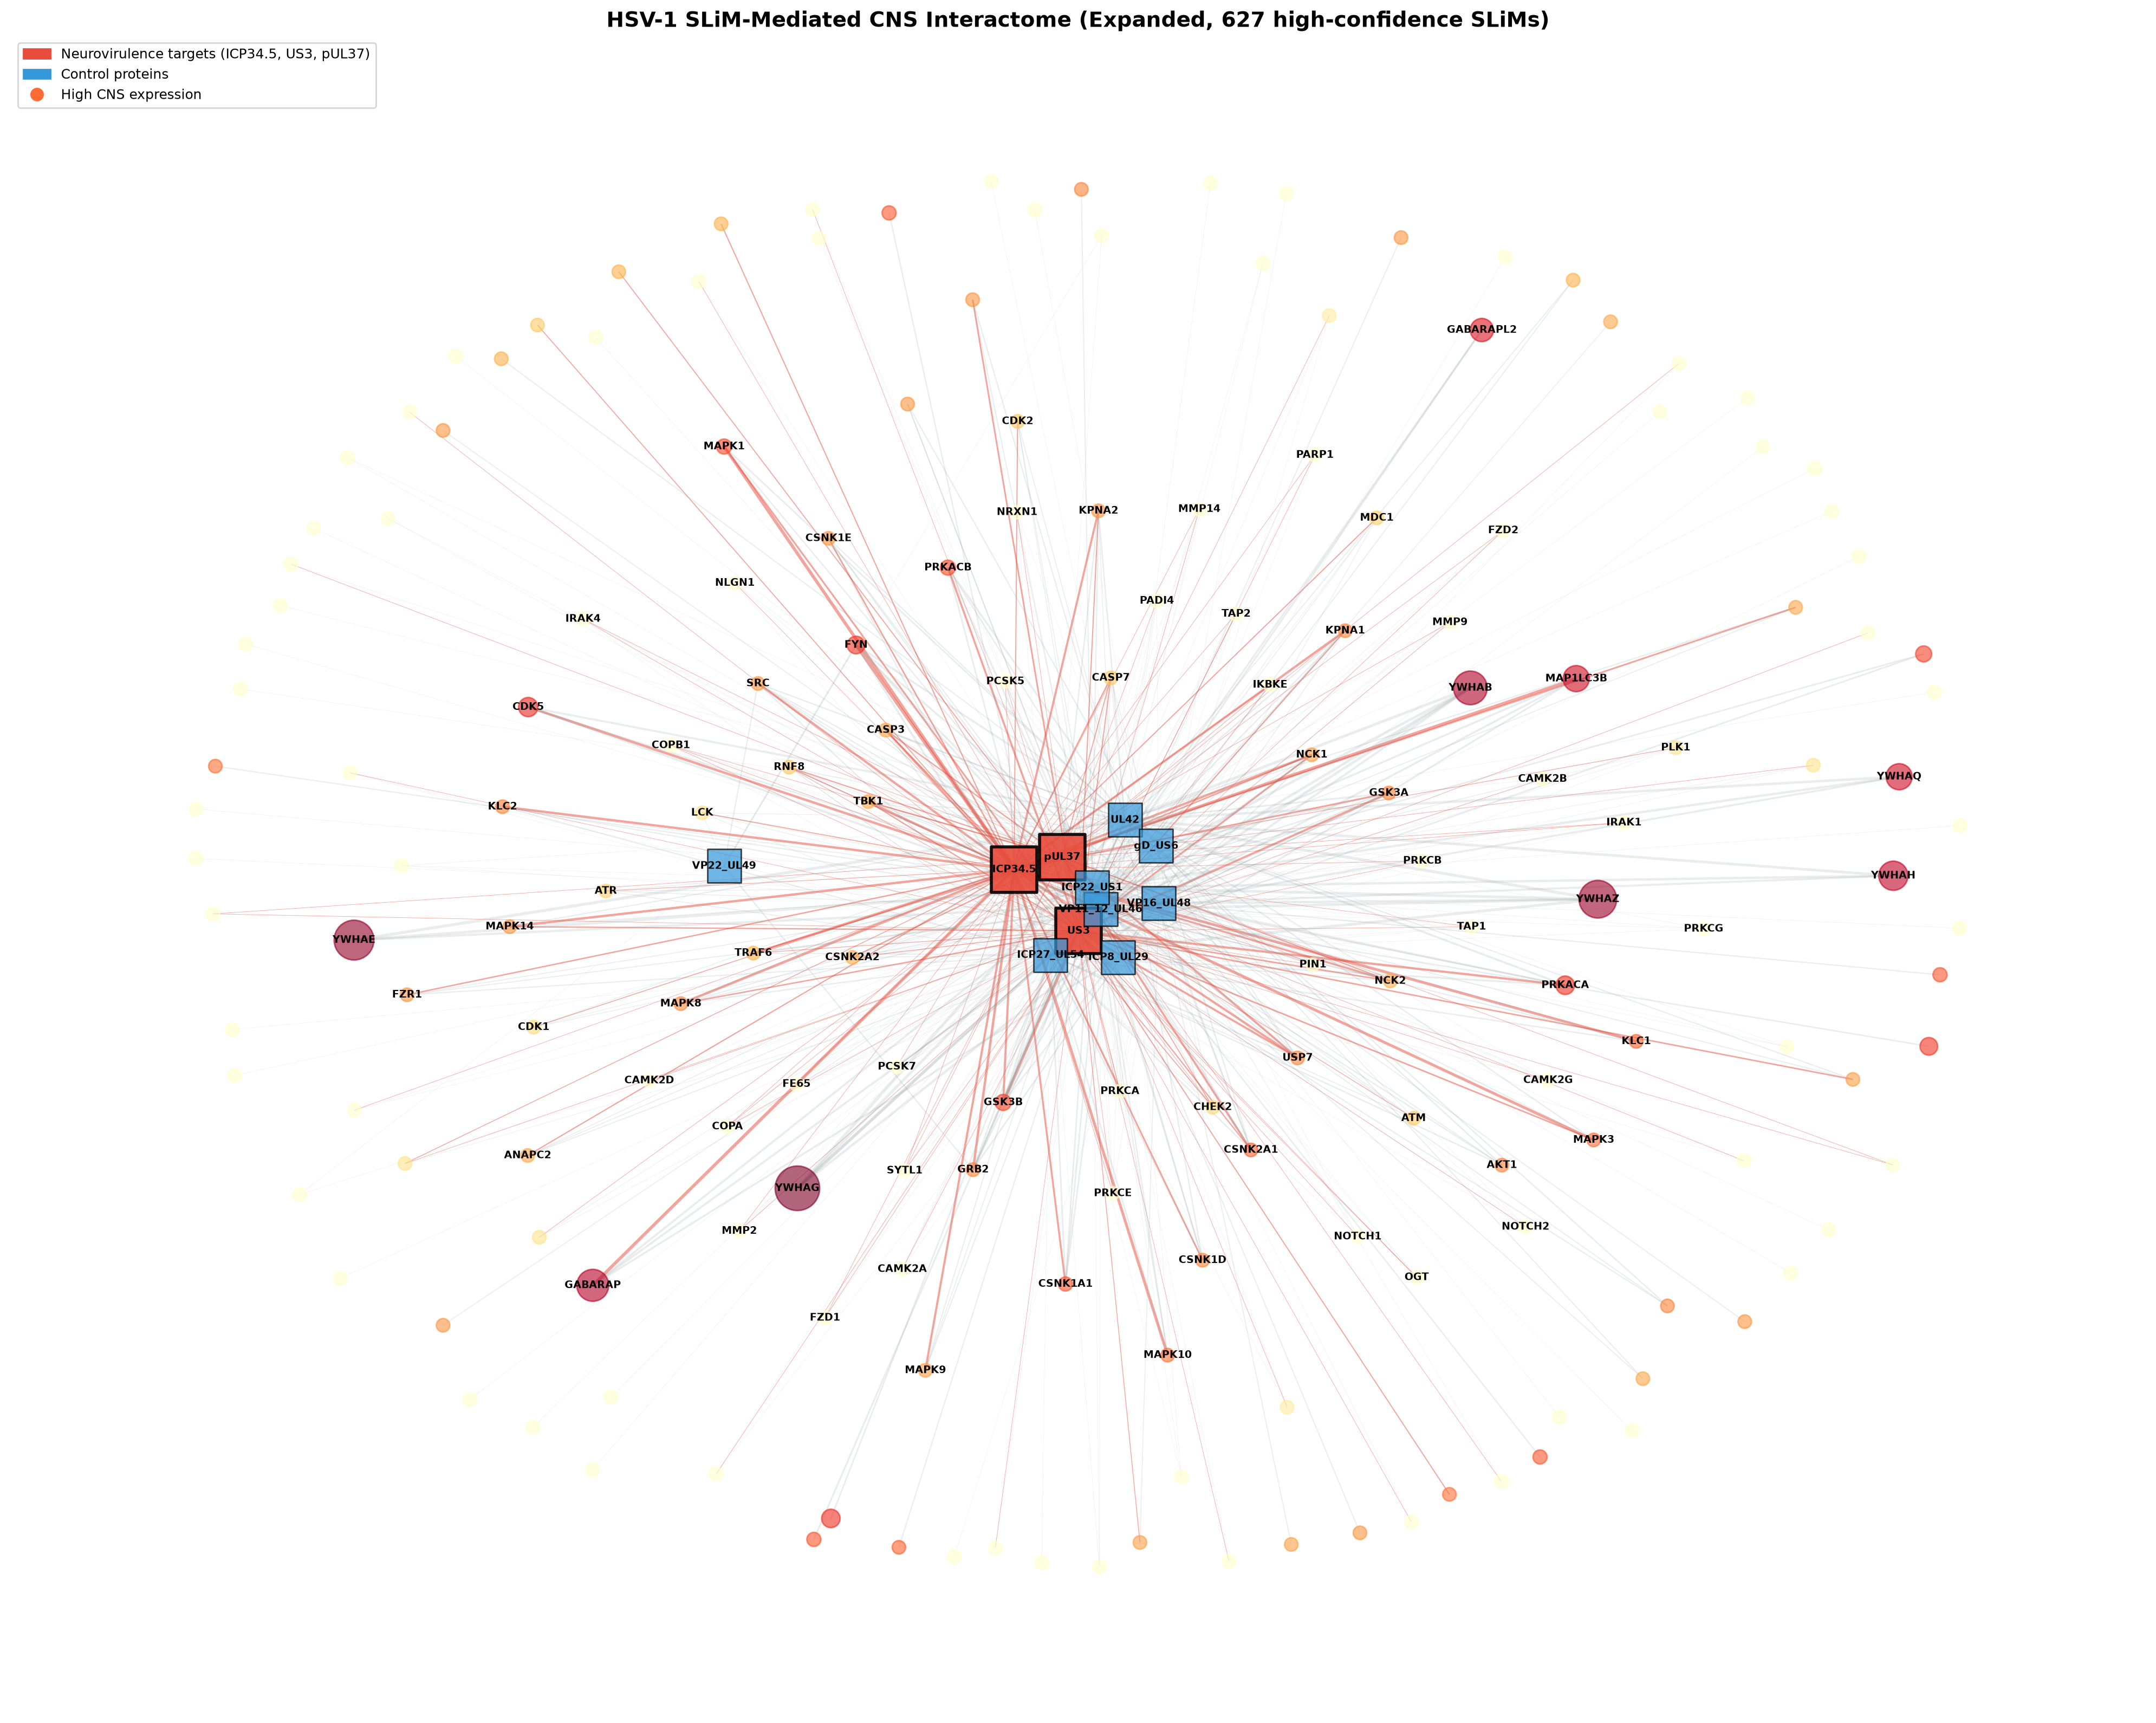 HSV-1 SLiM-Mediated CNS Interactome (Expanded, 627 high-confidence SLiMs)
Neurovirulence targets (ICP34.5, US3, pUL37)
Control proteins
High CNS expression
GABARAPL2
CDK2
MAPK1
PARP1
NRXN1
KPNA2
MMP14
MDC1
FZD2
CSNK1E
PRKACB
NLGN1
PADI4
IRAK4
TAP2
MMP9
KPNA1
FYN
CASP7
MAP1LC3B
PCSK5
SRC
IKBKE
YWHAB
CDK5
CASP3
COPB1
PLK1
NCK1
RNF8
YWHAQ
CAMK2B
GSK3A
TBK1
KLC2
LCK
UL42
IRAK1
gD_US6
pUL37
PRKCB
VP22_UL49
ICP34.5
YWHAH
ICP22_US1
ATR
YWHAZ
VP16_UL48
VP11_12_UL46
MAPK14
TAP1
PRKCG
US3
YWHAE
TRAF6
ICP27_UL54
CSNK2A2
ICP8_UL29
PIN1
NCK2
PRKACA
FZR1
MAPK8
CDK1
KLC1
USP7
PCSK7
CAMK2D
FE65
CAMK2G
PRKCA
GSK3B
CHEK2
ATM
COPA
MAPK3
CSNK2A1
ANAPC2
AKT1
SYTL1
GRB2
YWHAG
PRKCE
NOTCH2
MMP2
NOTCH1
CSNK1D
CAMK2A
OGT
CSNK1A1
GABARAP
FZD1
MAPK10
MAPK9